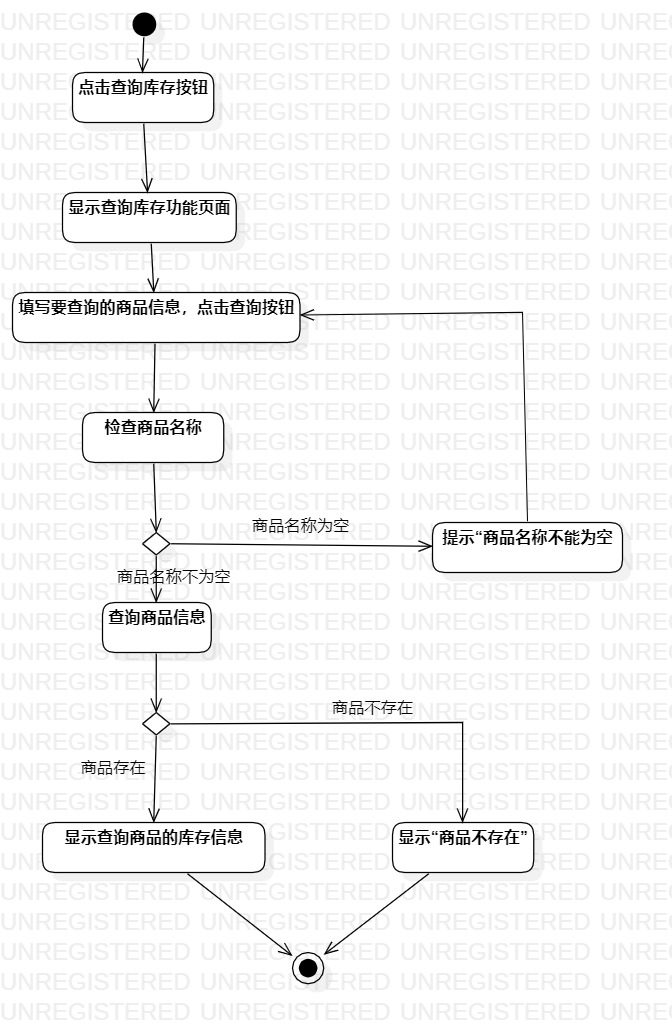 点击查询库存按钮
显示查询库存功能页面
填写要查询的商品信息，点击查询按钮
检查商品名称
商品名称为空
提示“商品名称不能为空
商品名称不为空
查询商品信息
商品不存在
商品存在
显示查询商品的库存信息
显示“商品不存在”
UNREGISTERED